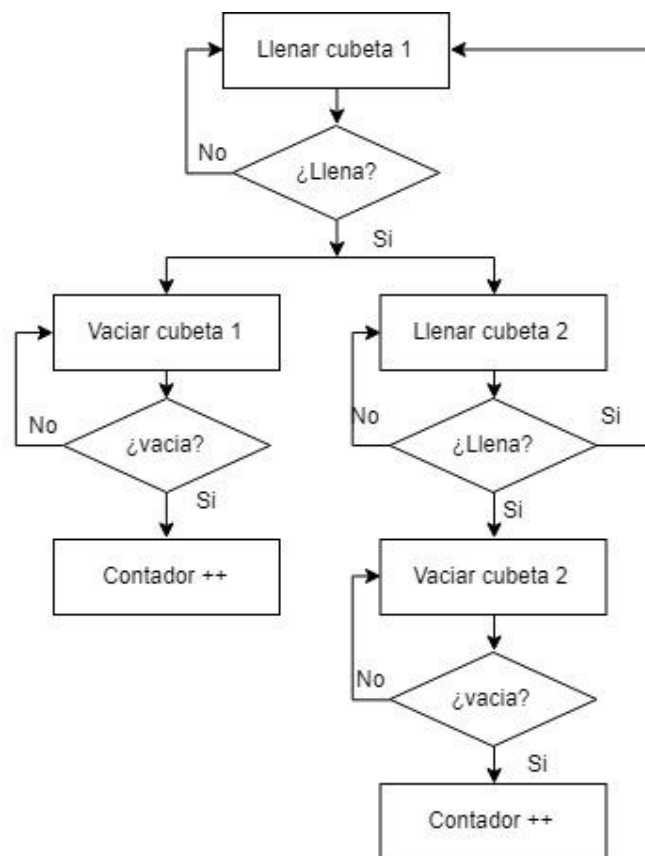 Llenar cubeta 1
No
¿Llena?
Si
Vaciar cubeta 1
Llenar cubeta 2
No
¿vacia?
No
¿Llena?
Si
Si
Si
Contador ++
Vaciar cubeta 2
No
¿vacia?
Si
Contador ++